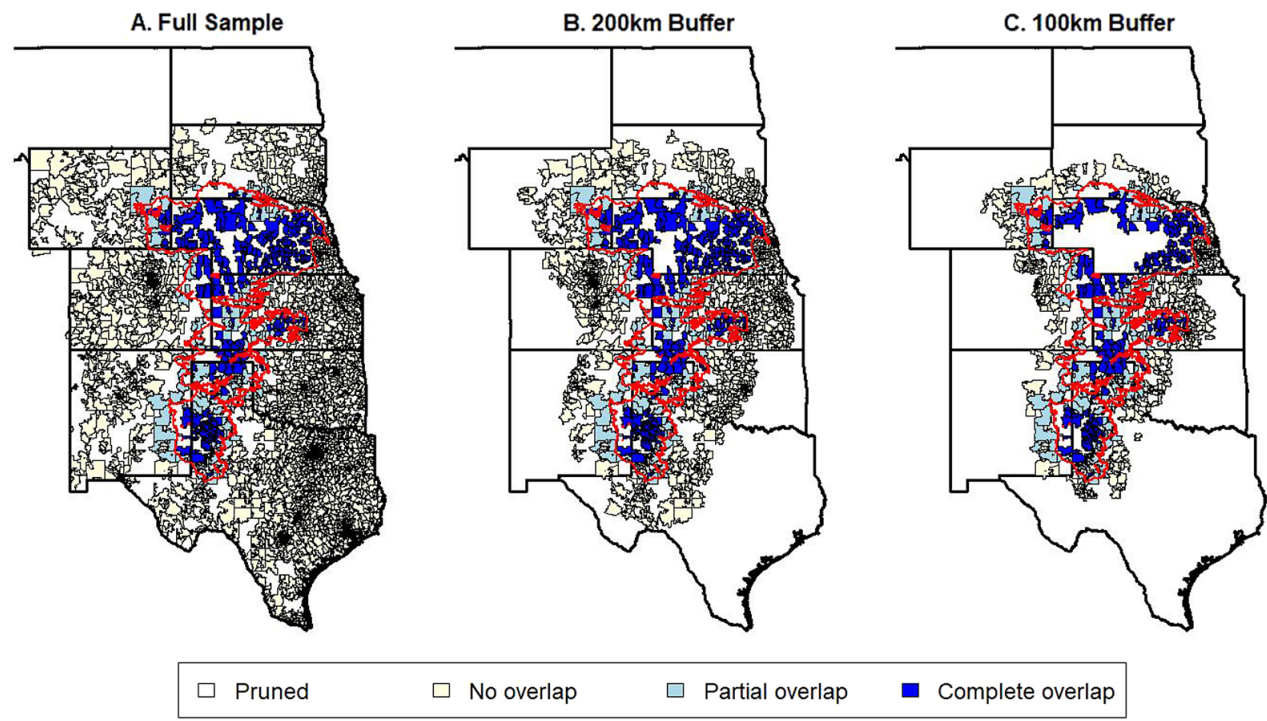 A. Full Sample
B. 200km Buffer
C. 100km Buffer
Pruned
No overlap
Partial overlap
Complete overlap